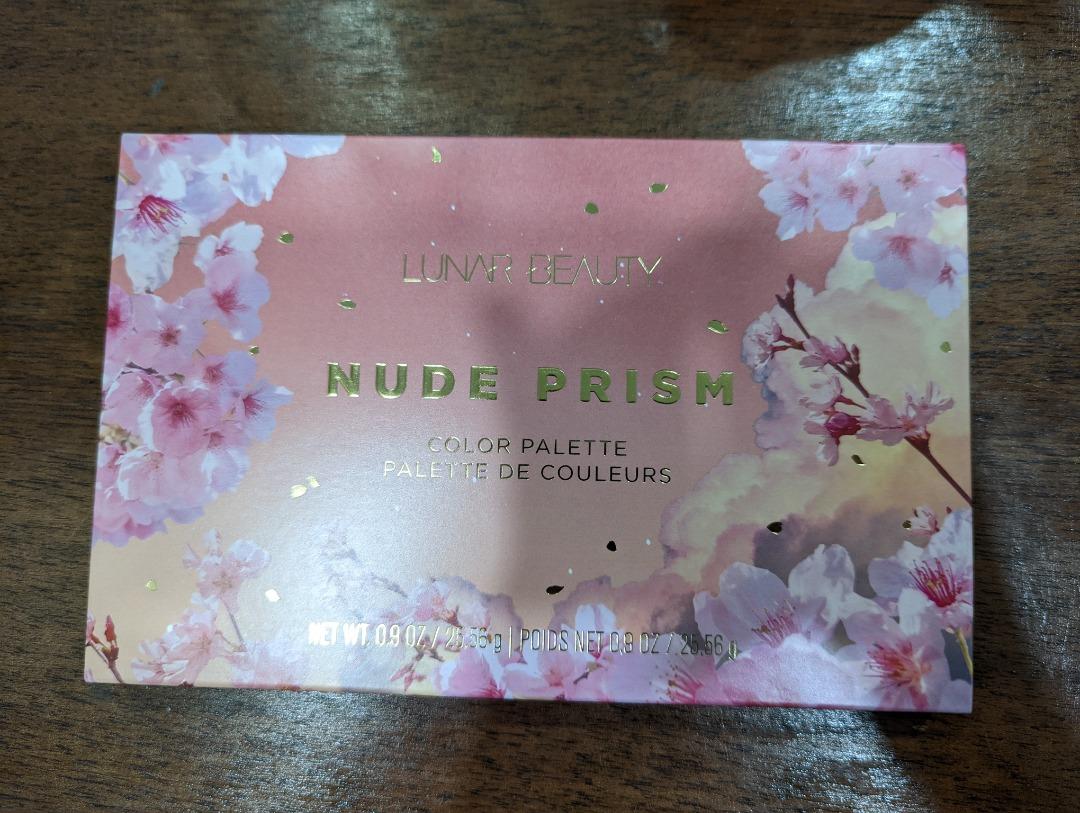 LUNAR BEAUTY
NUDE PRISM
COLOR PALETTE
PALETTE DE COULEURS
NET WT 0.9 OZ / 25.56 g | POIDS NET 0.9 OZ / 25.56 g